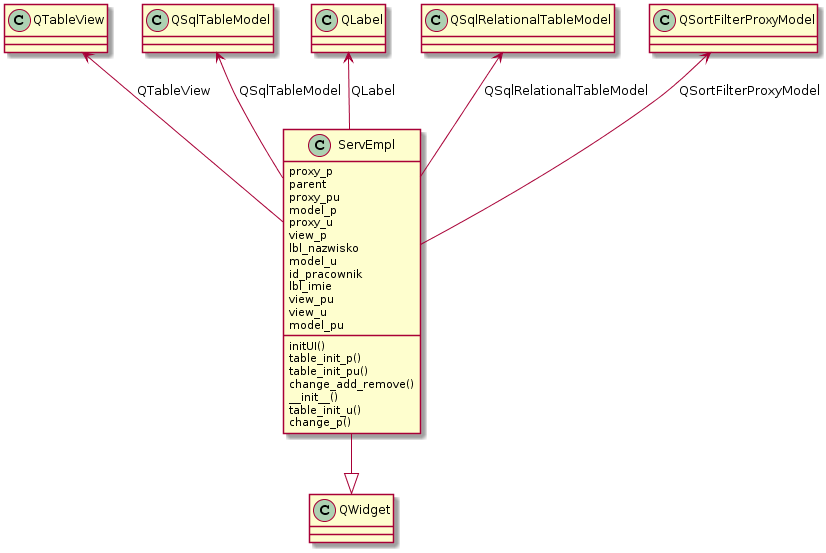 C QTableView
C QSqlTableModel
C QLabel
C QSqlRelationalTableModel
C QSortFilterProxyModel
QTableView
QSqlTableModel
QLabel
QSqlRelationalTableModel
QSortFilterProxyModel
C ServEmpl
proxy_p
parent
proxy_pu
model_p
proxy_u
view_p
lbl_nazwisko
model_u
id_pracownik
lbl_imie
view_pu
view_u
model_pu
initUI()
table_init_p()
table_init_pu()
change_add_remove()
__init__()
table_init_u()
change_p()
C QWidget